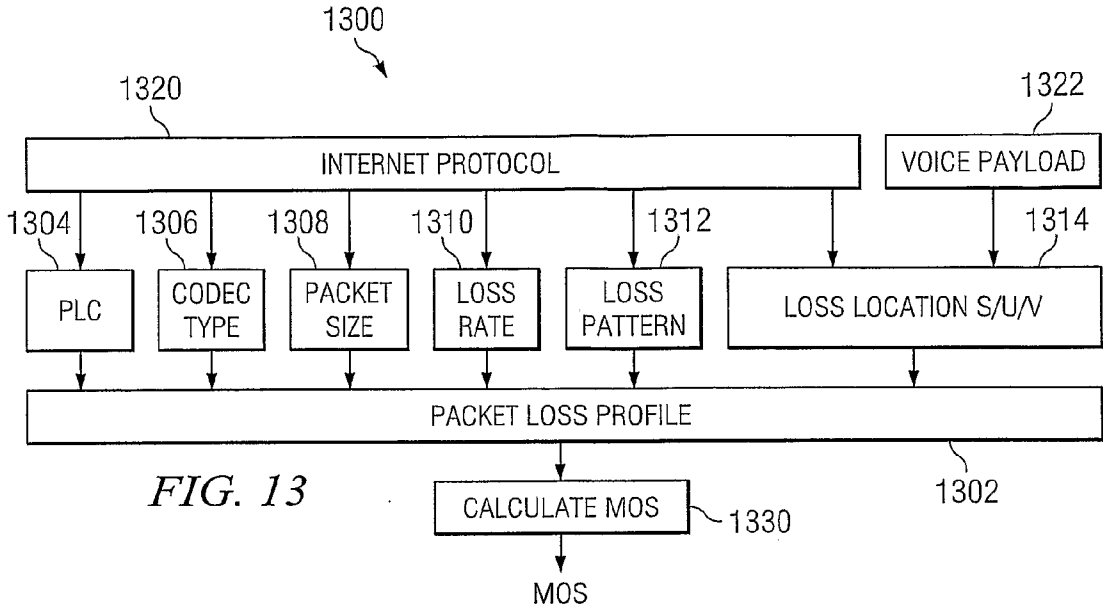 1300
1320
1322
INTERNET PROTOCOL
VOICE PAYLOAD
1304
1306
1308
1310
1312
1314
PLC
CODEC
TYPE
PACKET
SIZE
LOSS
RATE
LOSS
PATTERN
LOSS LOCATION S/U/V
PACKET LOSS PROFILE
1302
FIG. 13
CALCULATE MOS
1330
MOS